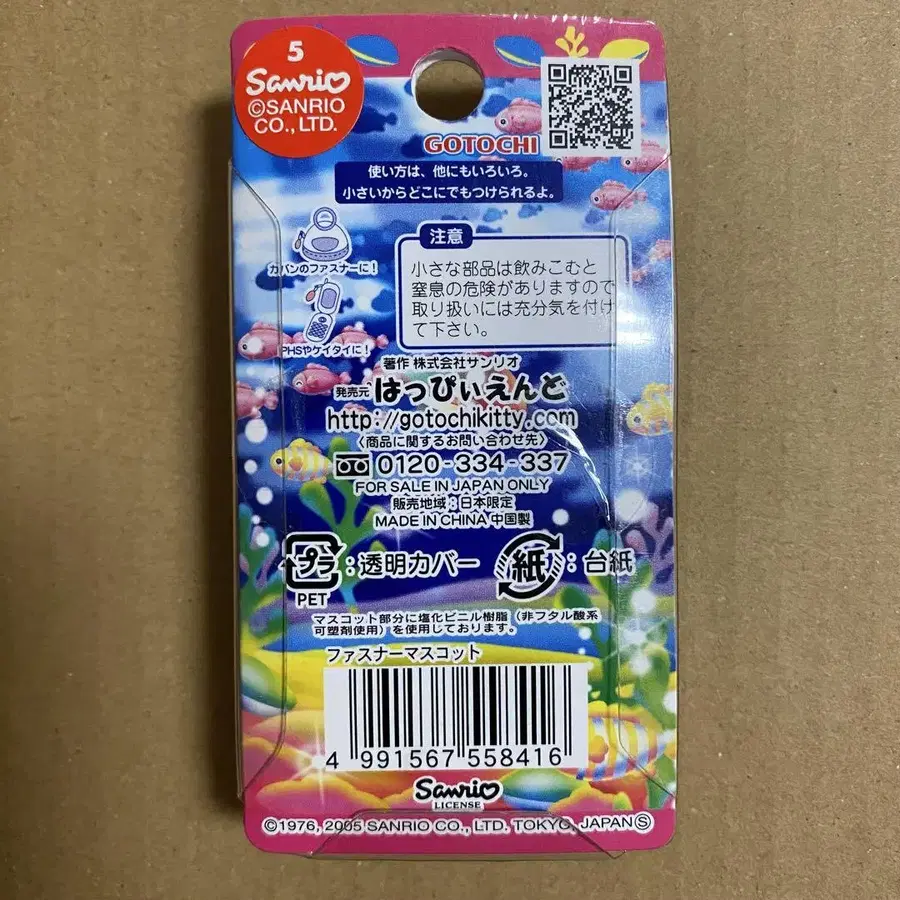 5
Sanrio
©SANRIO
CO., LTD.
GOTOCHI
使い方は、他にもいろいろ。
小さいからどこにでもつけられるよ。
カバンのファスナーに!
PHSやケイタイに!
注意
小さな部品は飲みこむと
窒息の危険がありますので
取り扱いには充分気を付け
て下さい。
著作 株式会社サンリオ
発売元 はっぴぃえんど
http://gotochikitty.com
〈商品に関するお問い合わせ先〉
0120-334-337
FOR SALE IN JAPAN ONLY
販売地域:日本限定
MADE IN CHINA 中国製
プラ:透明カバー
PET
紙:台紙
マスコット部分に塩化ビニル樹脂(非フタル酸系
可塑剤使用)を使用しております。
ファスナーマスコット
4 991567 558416
Sanrio
LICENSE
©1976, 2005 SANRIO CO., LTD. TOKYO, JAPAN Ⓢ